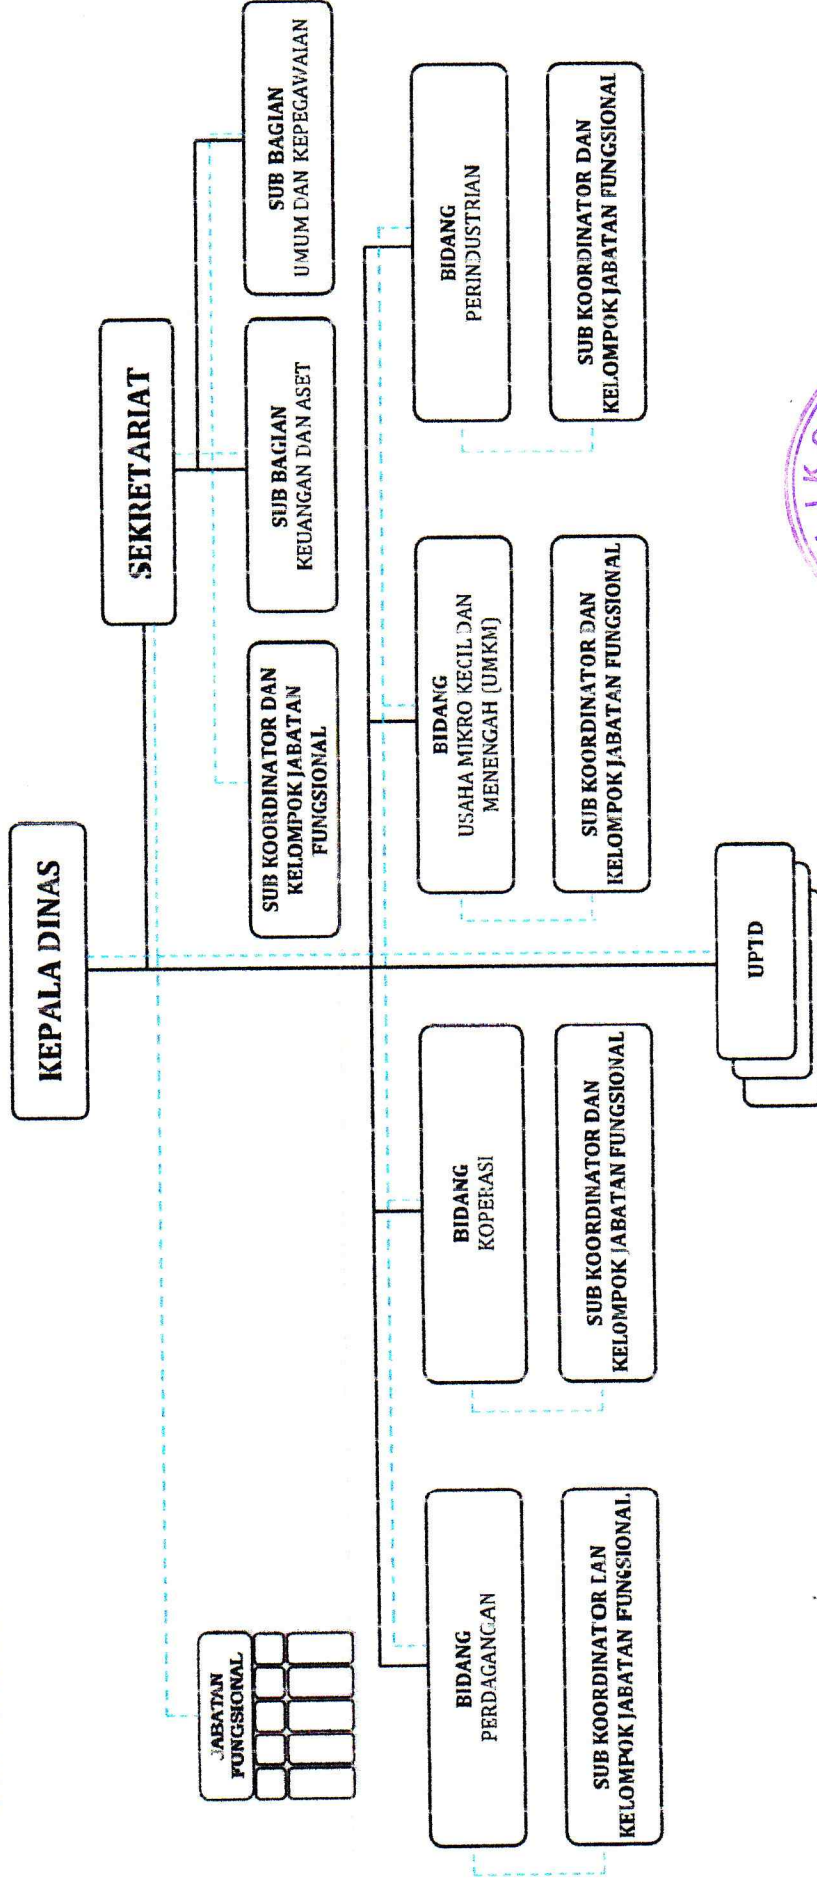 KEPALA DINAS
SEKRETARIAT
JABATAN
FUNGSIONAL
SUB KOORDINATOR DAN
KELOMPOK JABATAN
FUNGSIONAL
SUB BAGIAN
KEUANGAN DAN ASET
SUB BAGIAN
UMUM DAN KEPEGAWAIAN
BIDANG
PERDAGANGAN
BIDANG
KOPERASI
BIDANG
USAHA MIKRO KECIL DAN
MENENGAH (UMKM)
BIDANG
PERINDUSTRIAN
SUB KOORDINATOR DAN
KELOMPOK JABATAN FUNGSIONAL
SUB KOORDINATOR DAN
KELOMPOK JABATAN FUNGSIONAL
SUB KOORDINATOR DAN
KELOMPOK JABATAN FUNGSIONAL
SUB KOORDINATOR DAN
KELOMPOK JABATAN FUNGSIONAL
UPTD